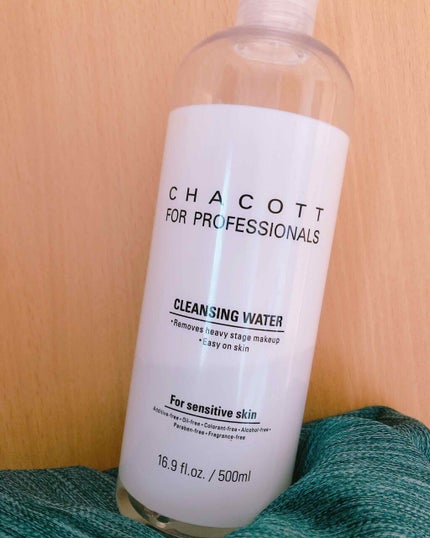 CHACOTT
FOR PROFESSIONALS
CLEANSING WATER
•Removes heavy stage makeup
•Easy on skin
For sensitive skin
Additive-free•Oil-free•Colorant-free•Alcohol-free•
Paraben-free•Fragrance-free
16.9 fl.oz. / 500ml